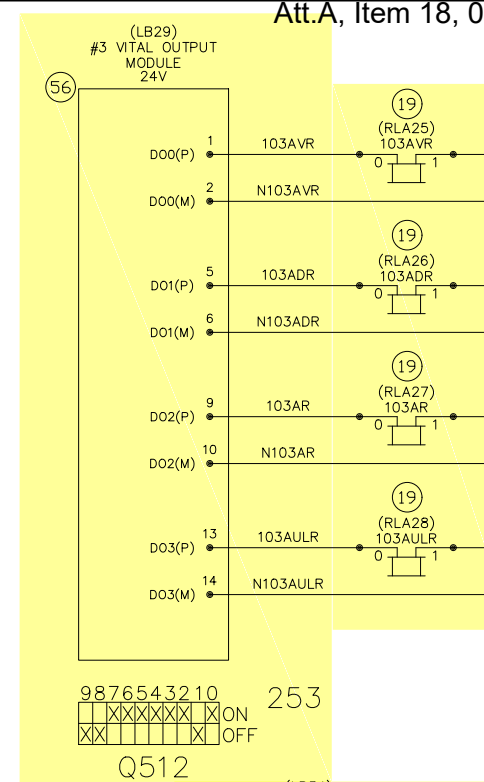 Att.A, Item 18, 0
(LB29)
#3 VITAL OUTPUT
MODULE
24V
56
19
(RLA25)
1 103AVR 103AVR
DO0(P) 0 1
2 N103AVR
DO0(M)
19
(RLA26)
5 103ADR 103ADR
DO1(P) 0 1
6 N103ADR
DO1(M)
19
(RLA27)
9 103AR 103AR
DO2(P) 0 1
10 N103AR
DO2(M)
19
(RLA28)
13 103AULR 103AULR
DO3(P) 0 1
14 N103AULR
DO3(M)
9876543210 253
XXXXXXX X ON
XX X OFF
Q512